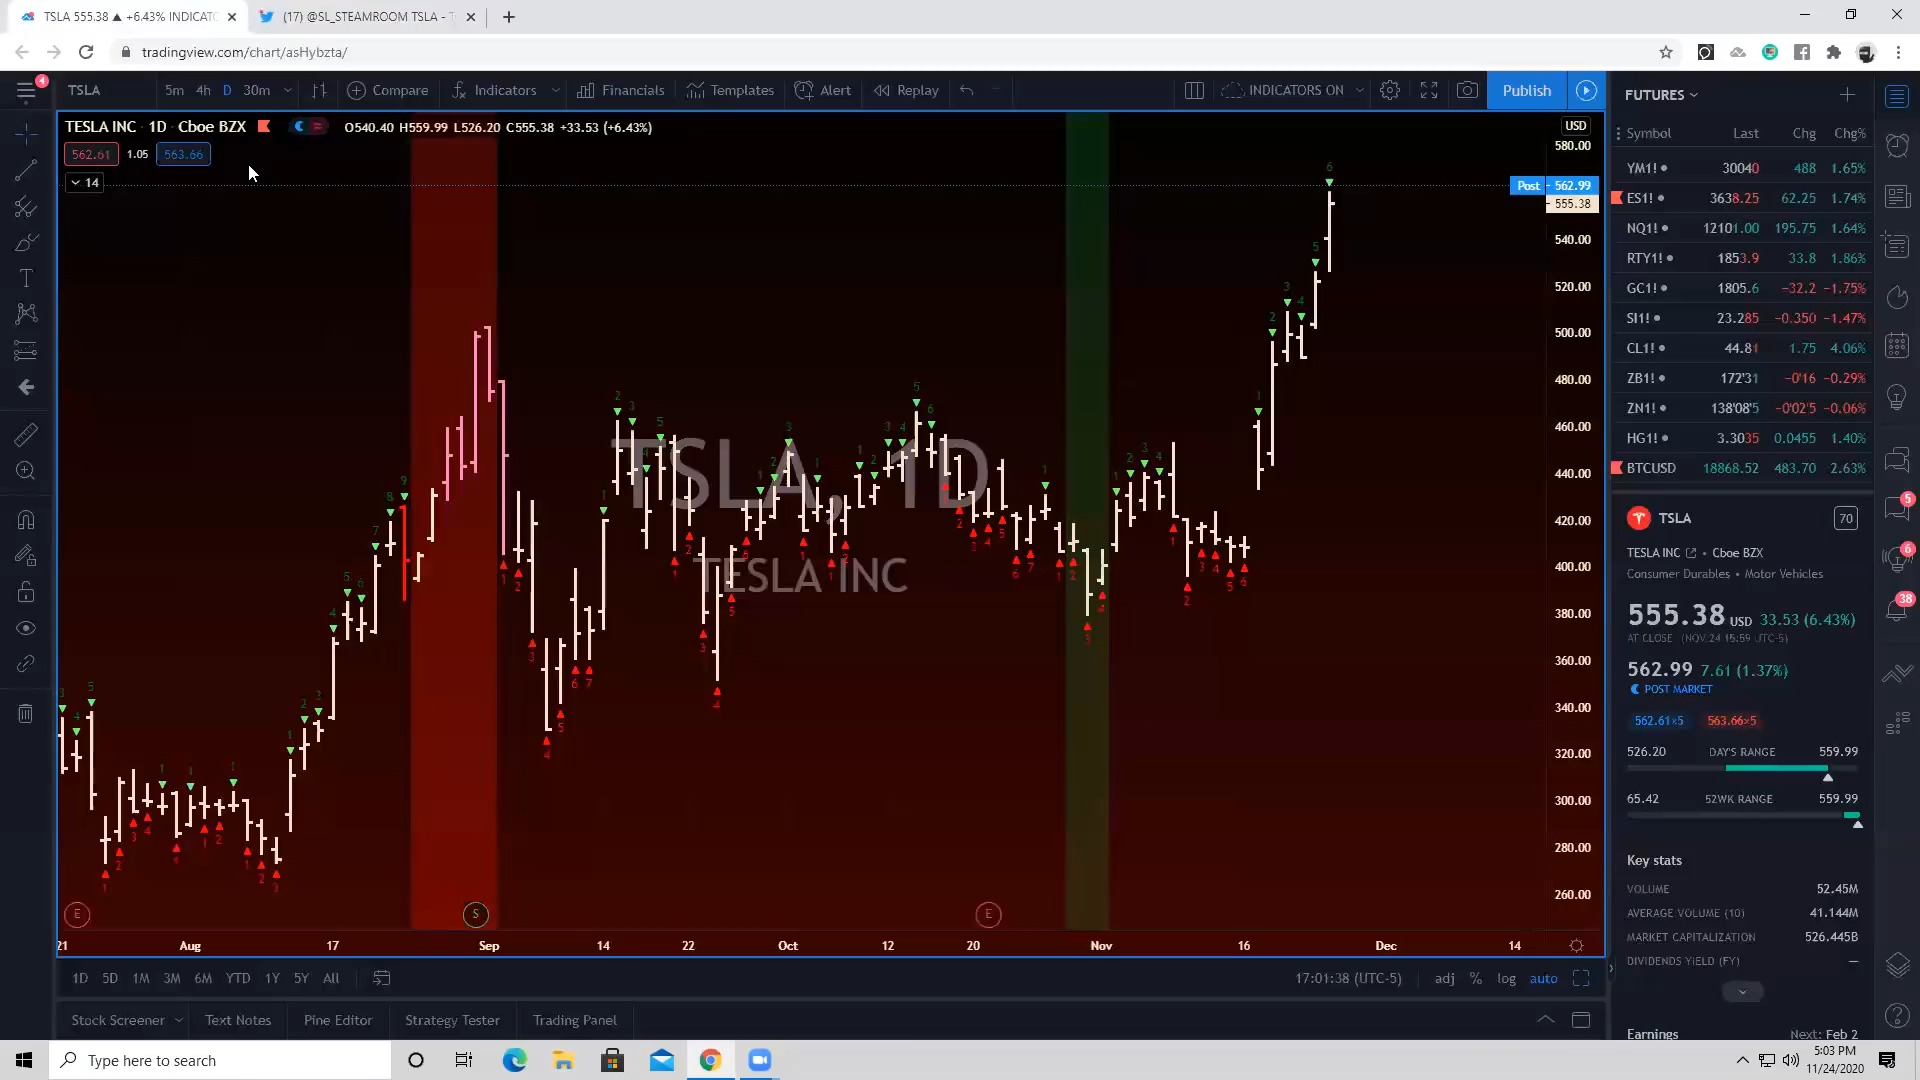 TSLA 555.38 ▲ +6.43% INDICATO
(17) @SL_STEAMROOM TSLA - T
tradingview.com/chart/asHybzta/
4
TSLA 5m 4h D 30m Compare Indicators Financials Templates Alert Replay INDICATORS ON Publish
TESLA INC · 1D · Cboe BZX O540.40 H559.99 L526.20 C555.38 +33.53 (+6.43%)
562.61 1.05 563.66
14
USD
580.00
Post 562.99
555.38
540.00
520.00
500.00
480.00
460.00
440.00
420.00
400.00
380.00
360.00
340.00
320.00
300.00
280.00
260.00
TSLA, 1D
TESLA INC
E S E
21 Aug 17 Sep 14 22 Oct 12 20 Nov 16 Dec 14
1D 5D 1M 3M 6M YTD 1Y 5Y All 17:01:38 (UTC-5) adj % log auto
Stock Screener Text Notes Pine Editor Strategy Tester Trading Panel
FUTURES
Symbol Last Chg Chg%
YM1! 30040 488 1.65%
ES1! 3638.25 62.25 1.74%
NQ1! 12101.00 195.75 1.64%
RTY1! 1853.9 33.8 1.86%
GC1! 1805.6 −32.2 −1.75%
SI1! 23.285 −0.350 −1.47%
CL1! 44.81 1.75 4.06%
ZB1! 172'31 −0'16 −0.29%
ZN1! 138'08'5 −0'02'5 −0.06%
HG1! 3.3035 0.0455 1.40%
BTCUSD 18868.52 483.70 2.63%
TSLA 70
TESLA INC • Cboe BZX
Consumer Durables • Motor Vehicles
555.38 USD 33.53 (6.43%)
AT CLOSE (NOV 24 15:59 UTC-5)
562.99 7.61 (1.37%)
POST MARKET
562.61×5 563.66×5
526.20 DAY'S RANGE 559.99
65.42 52WK RANGE 559.99
Key stats
VOLUME 52.45M
AVERAGE VOLUME (10) 41.144M
MARKET CAPITALIZATION 526.445B
DIVIDENDS YIELD (FY) —
Earnings Next: Feb 2
5
6
38
Type here to search
5:03 PM
11/24/2020